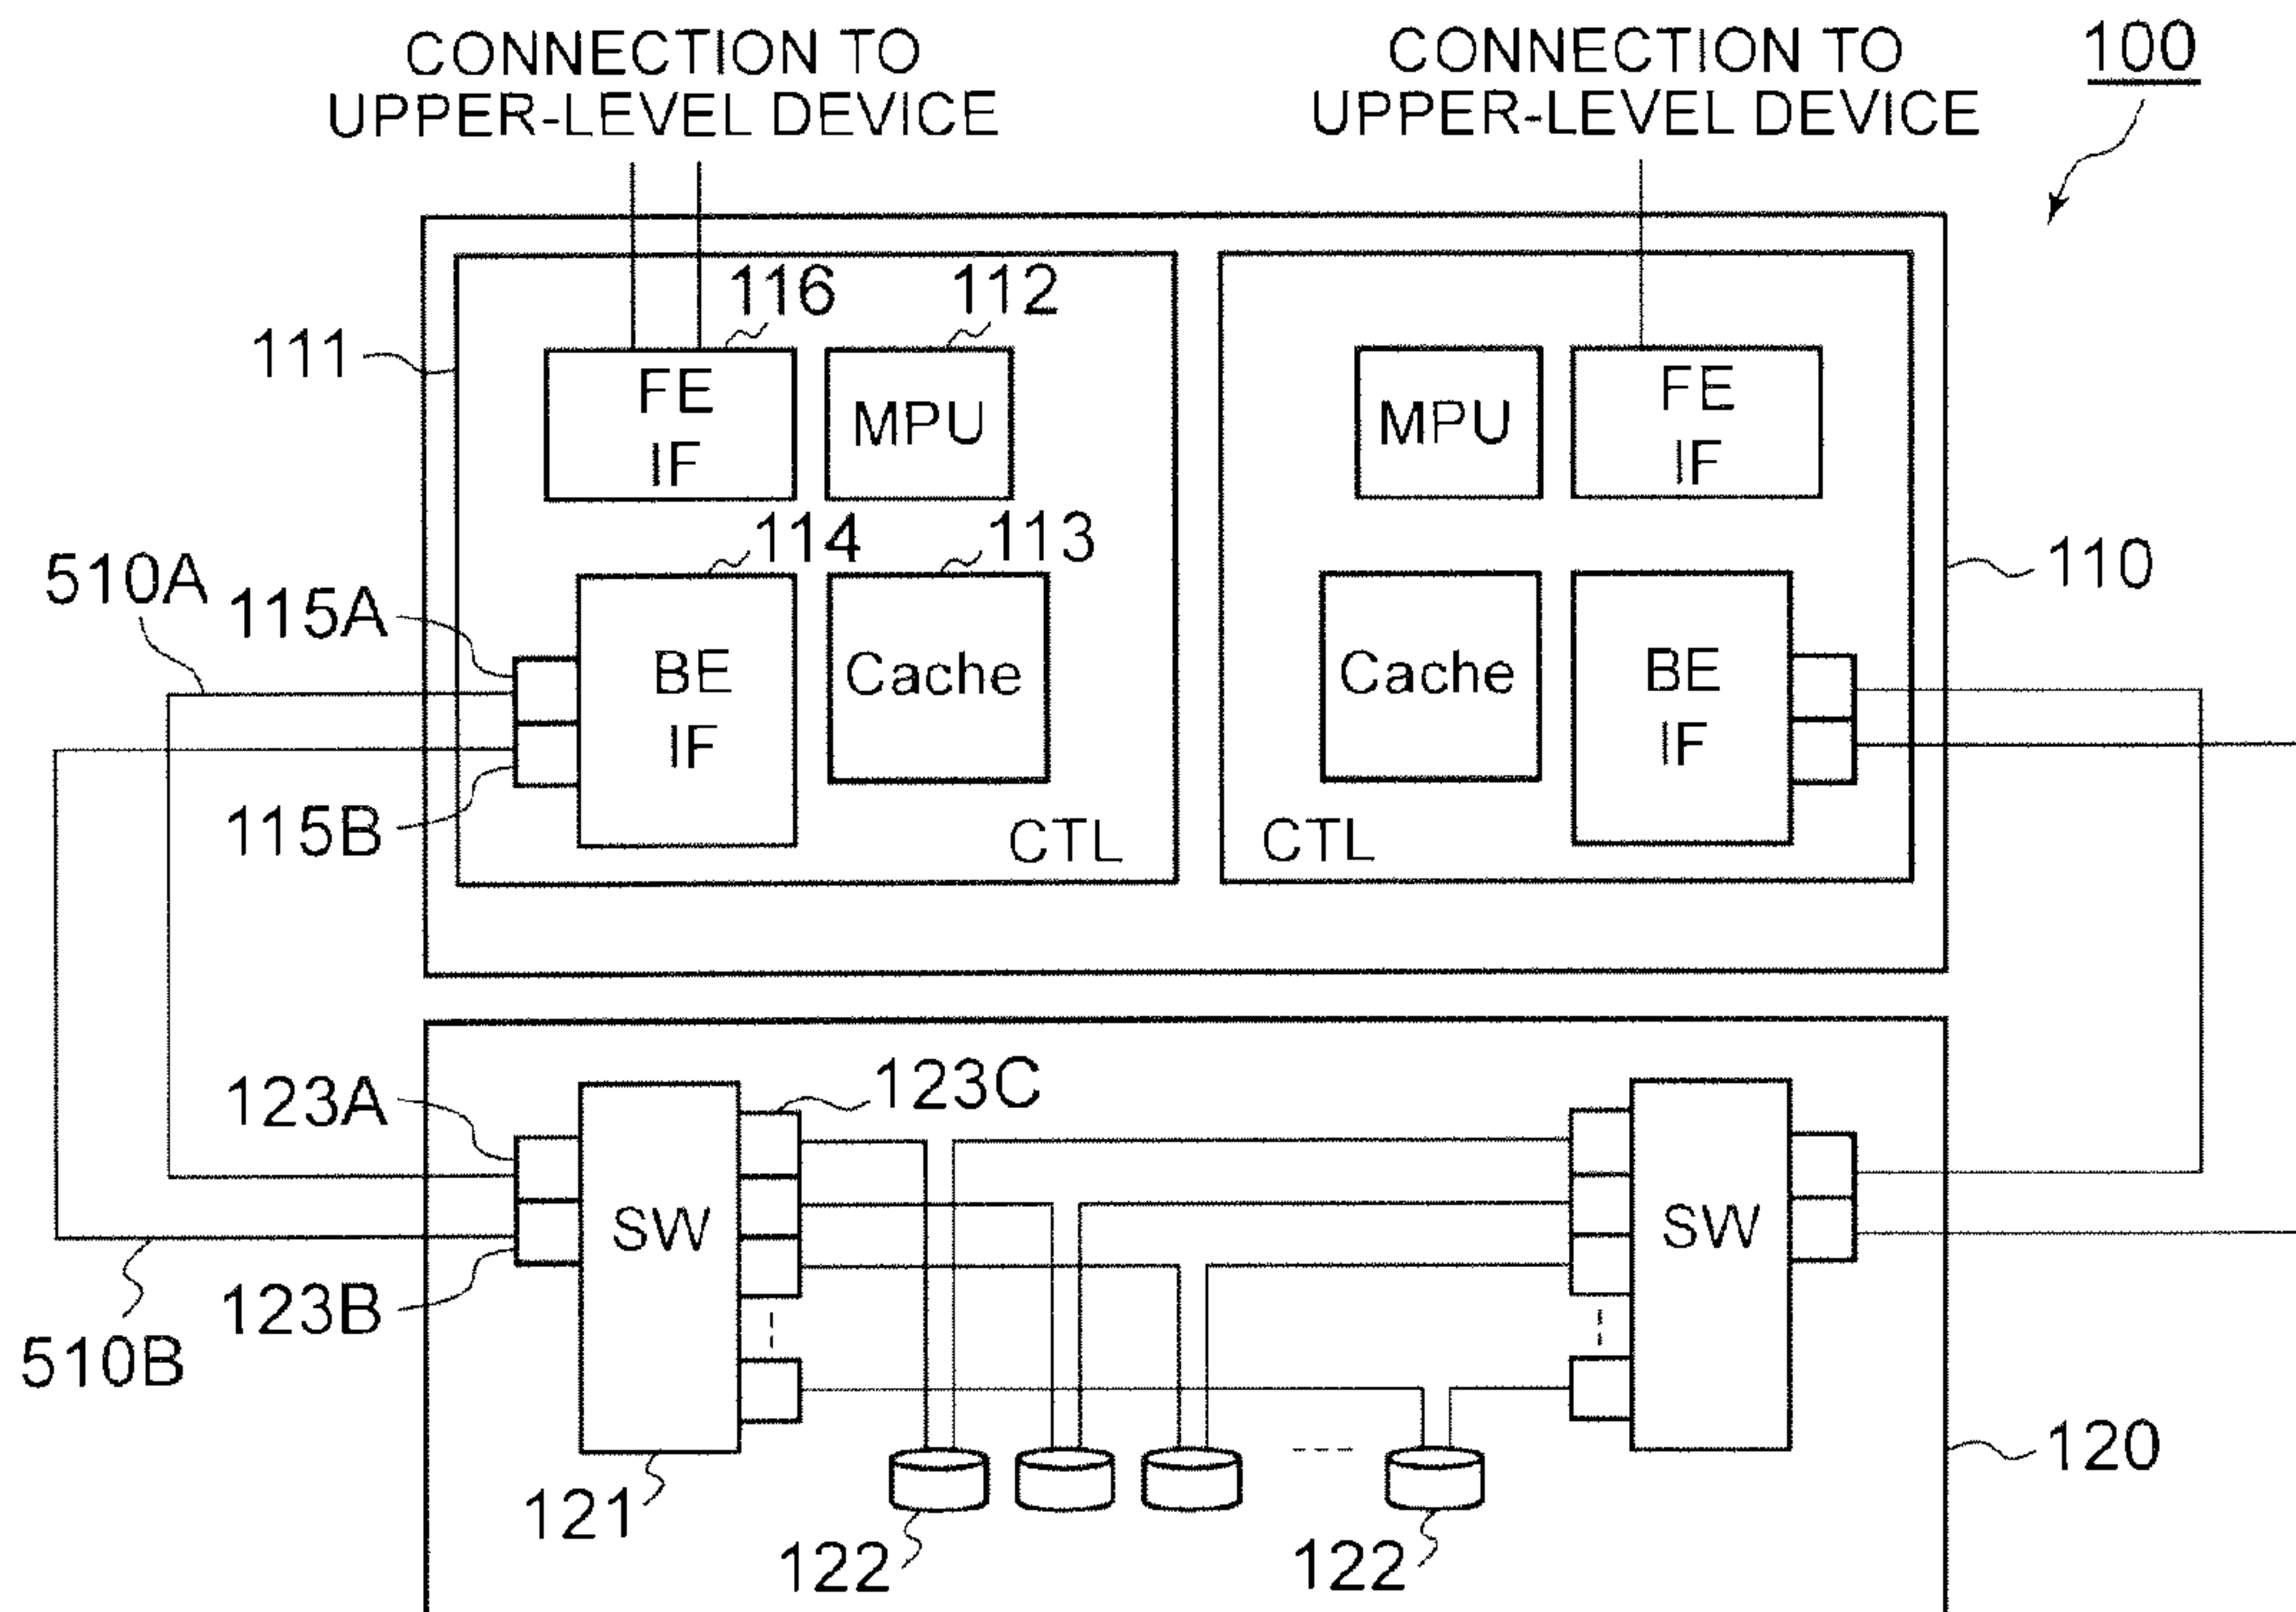 CONNECTION TO
UPPER-LEVEL DEVICE
CONNECTION TO
UPPER-LEVEL DEVICE
100
116
112
111
FE
IF
MPU
MPU
FE
IF
114
113
110
510A
115A
BE
IF
Cache
Cache
BE
IF
115B
CTL
CTL
123A
123C
SW
SW
123B
510B
120
121
122
122